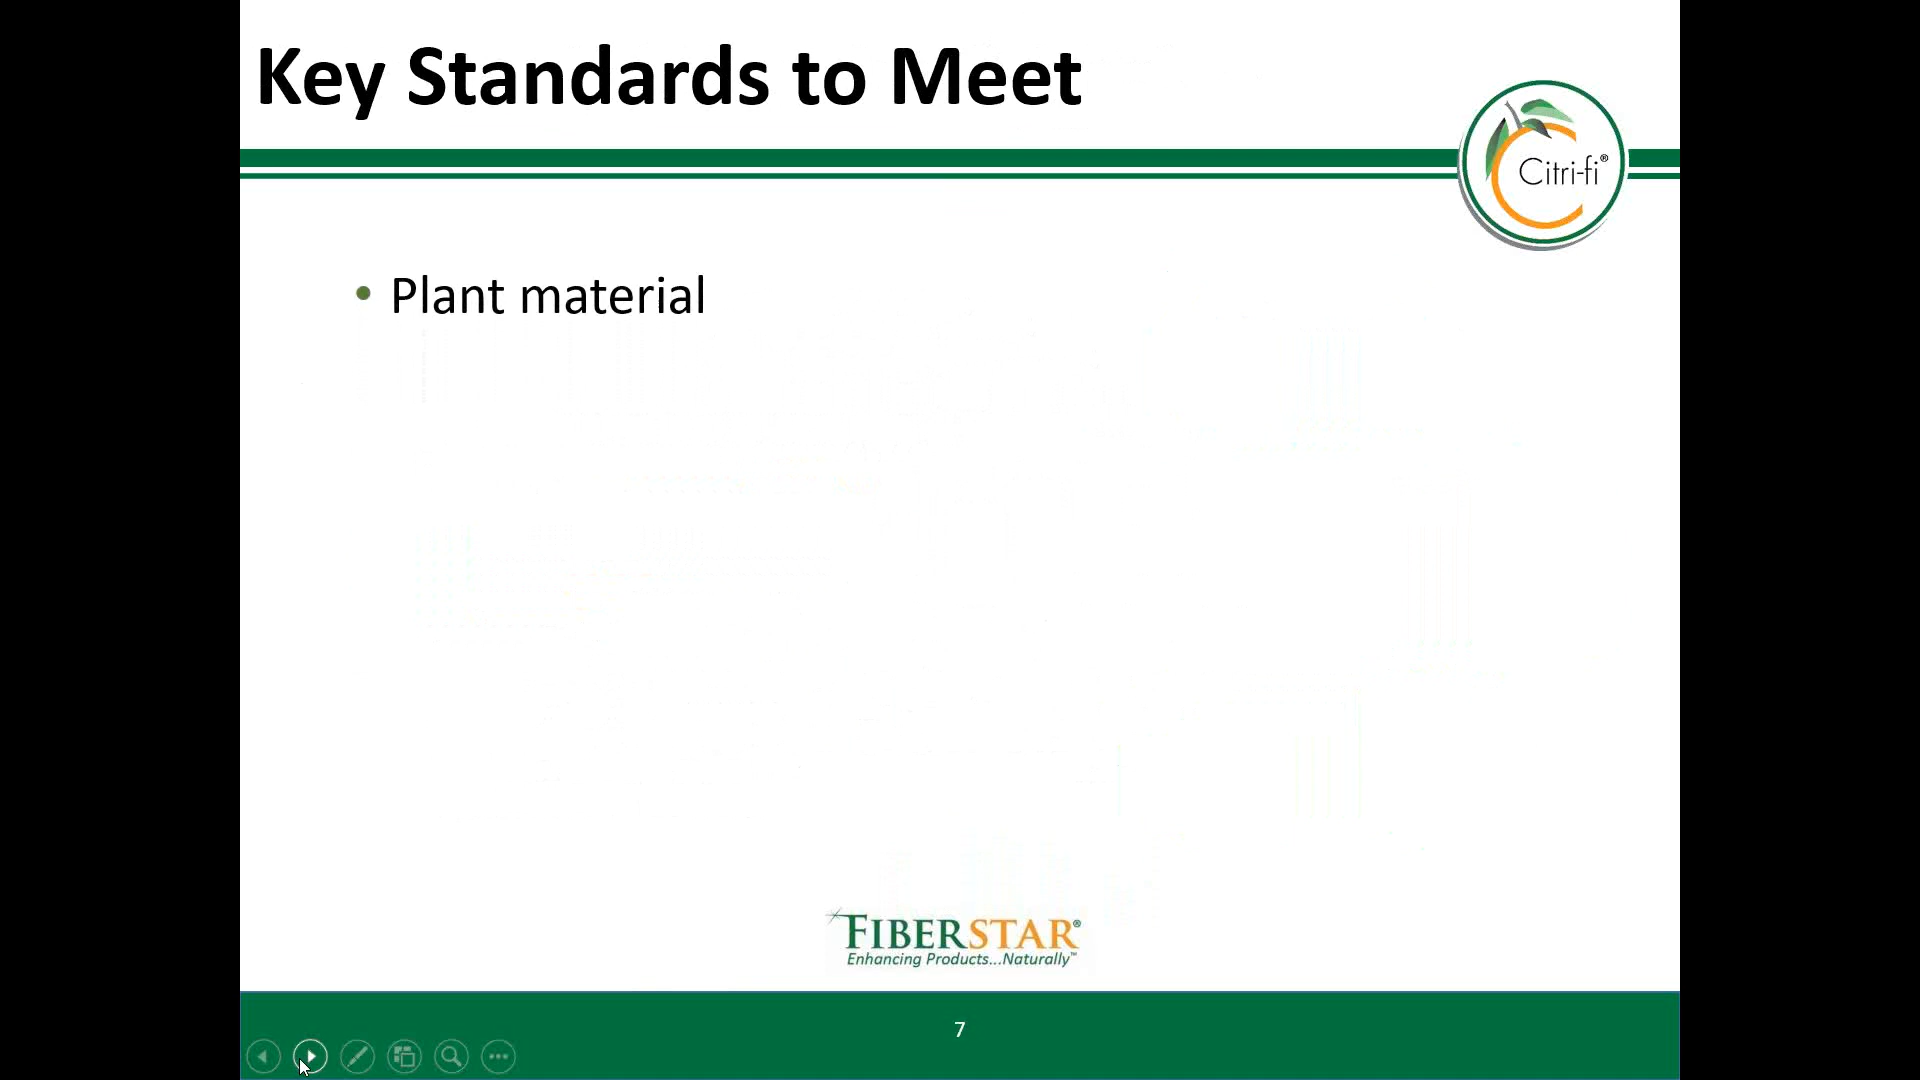 Key Standards to Meet
Citri-fi®
• Plant material
FIBERSTAR®
Enhancing Products...Naturally™
7